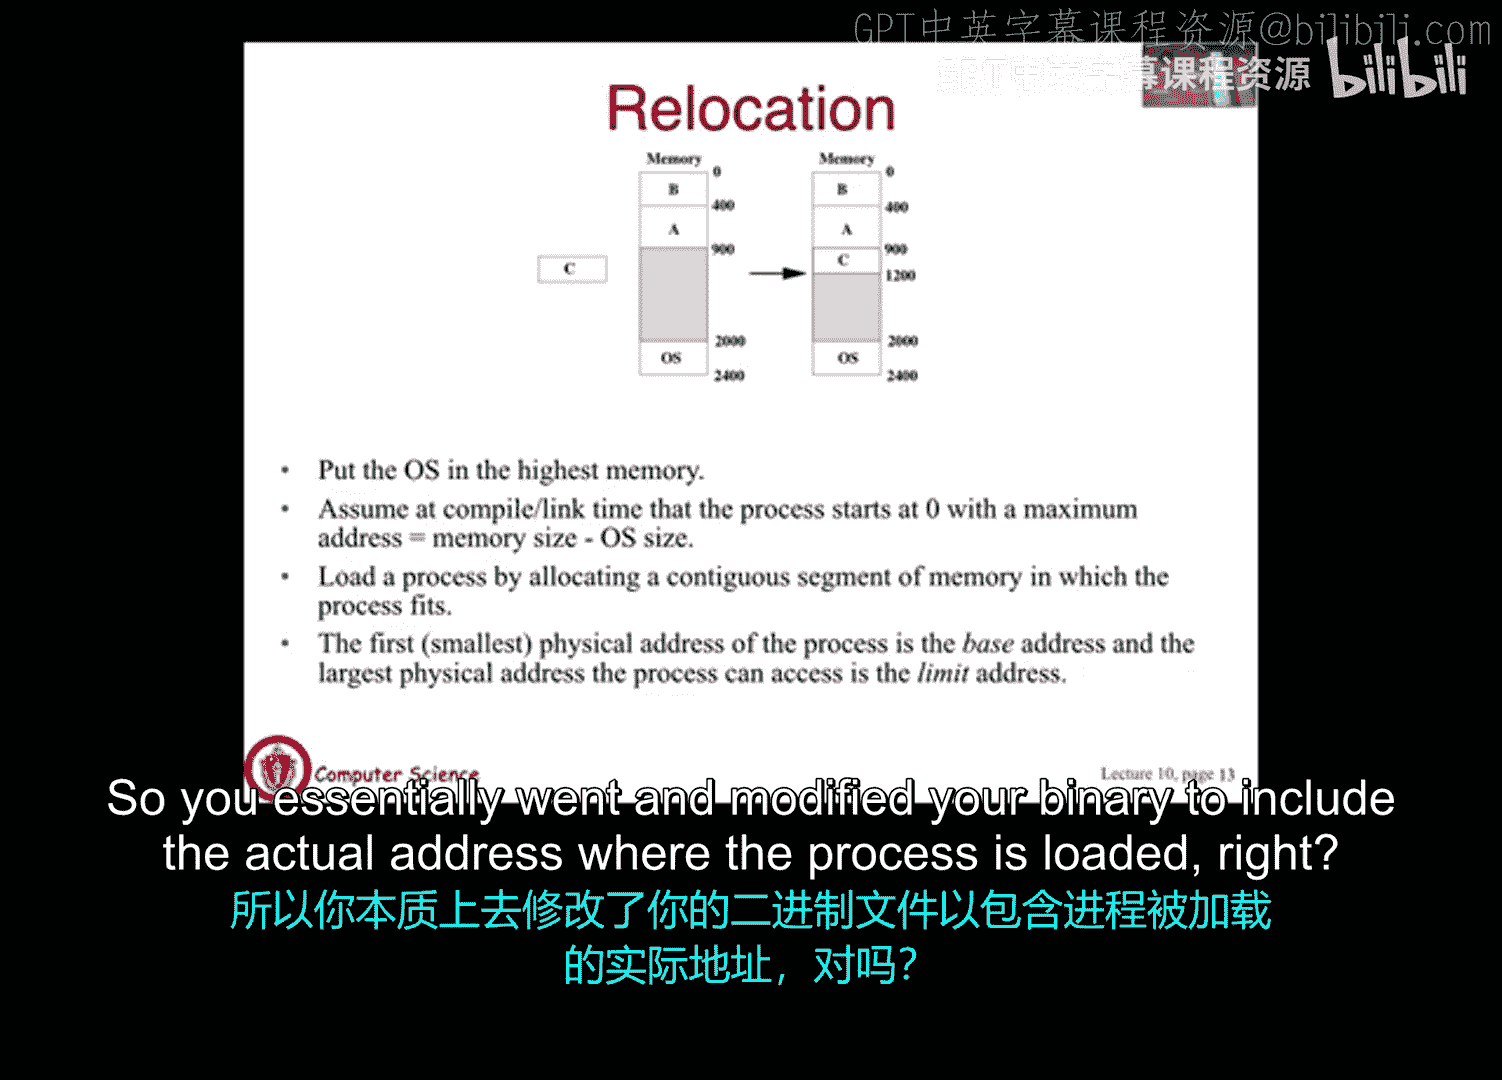 GPT中英字幕课程资源@bilibili.com
课程资源 bilibili
Relocation
Memory Memory
0 0
B B
400 400
A A
900 900
C C
1200
2000 2000
OS OS
2400 2400
• Put the OS in the highest memory.
• Assume at compile/link time that the process starts at 0 with a maximum
address = memory size - OS size.
• Load a process by allocating a contiguous segment of memory in which the
process fits.
• The first (smallest) physical address of the process is the base address and the
largest physical address the process can access is the limit address.
Computer Science
Lecture 10, page 13
So you essentially went and modified your binary to include
the actual address where the process is loaded, right?
所以你本质上去修改了你的二进制文件以包含进程被加载
的实际地址，对吗？